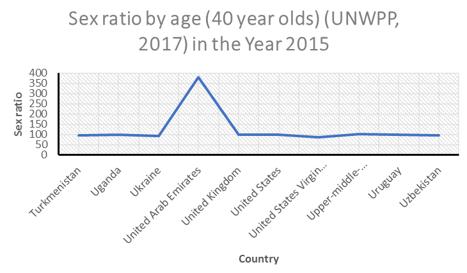 Sex ratio by age (40 year olds) (UNWPP,
2017) in the Year 2015
400
350
300
250
200
150
100
50
0
Sex ratio
Turkmenistan
Uganda
Ukraine
United Arab Emirates
United Kingdom
United States
United States Virgin...
Upper-middle-...
Uruguay
Uzbekistan
Country